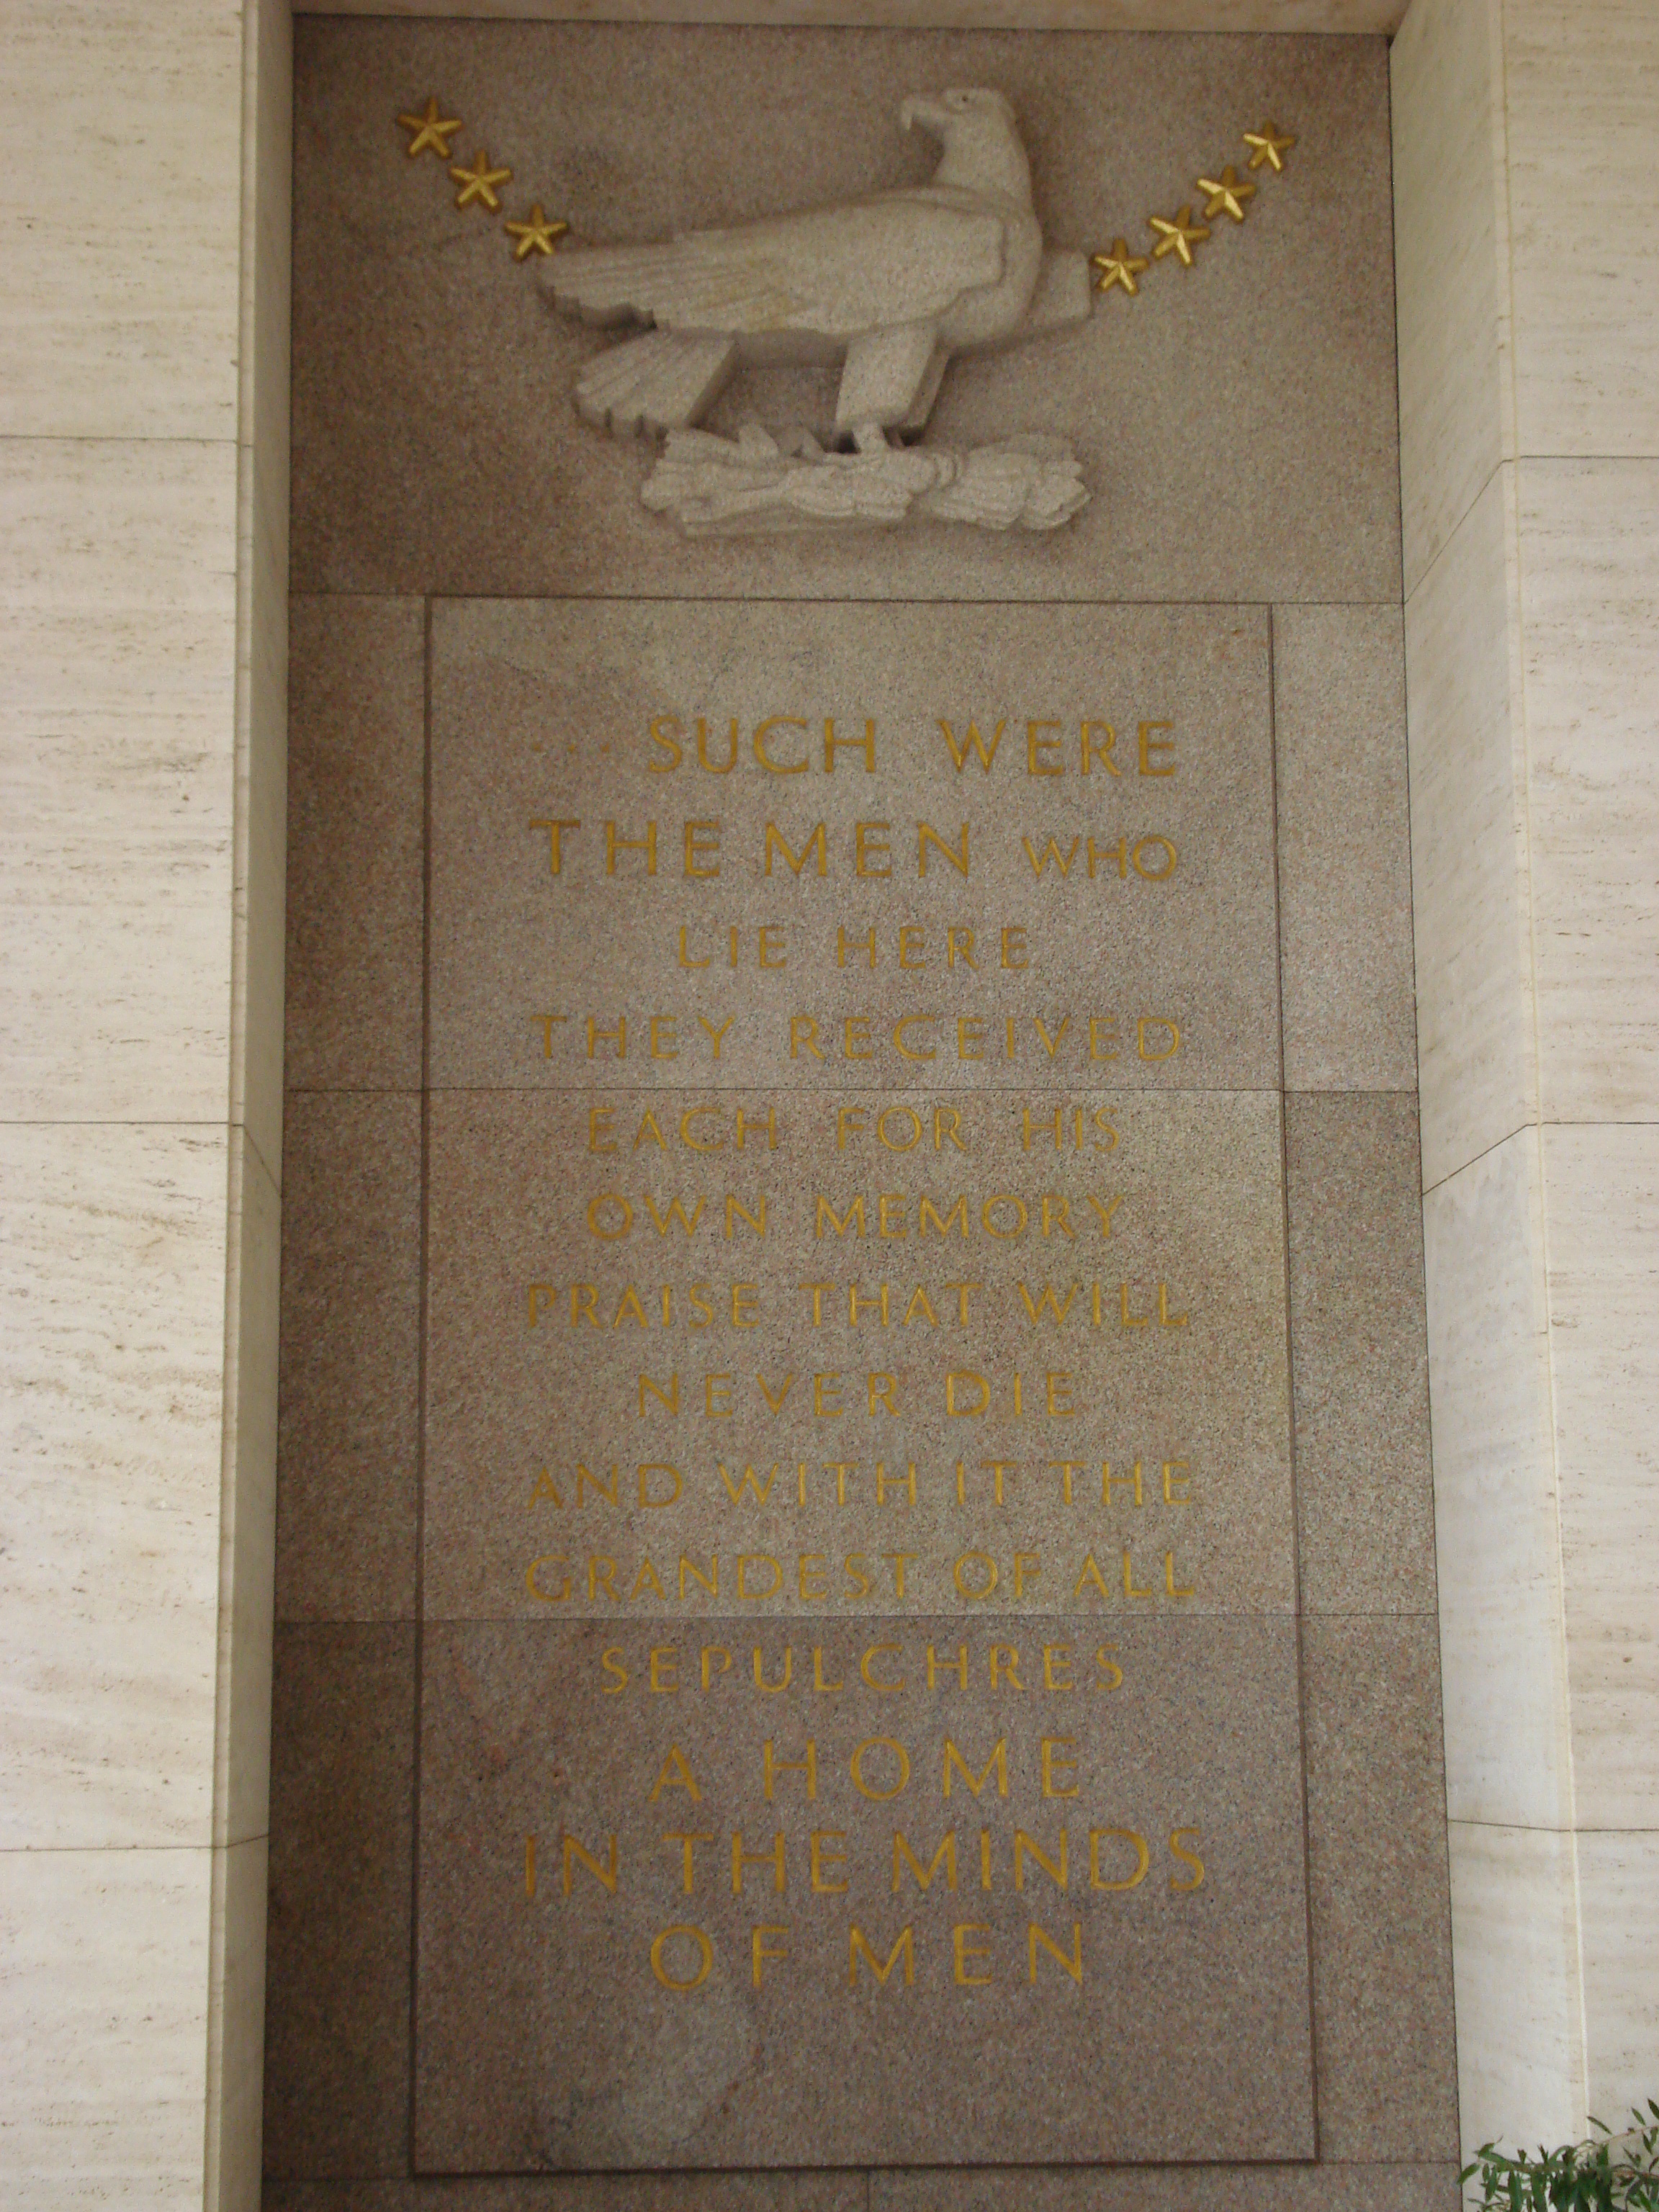 ... SUCH WERE
THE MEN WHO
LIE HERE
THEY RECEIVED
EACH FOR HIS
OWN MEMORY
PRAISE THAT WILL
NEVER DIE
AND WITH IT THE
GRANDEST OF ALL
SEPULCHRES
A HOME
IN THE MINDS
OF MEN